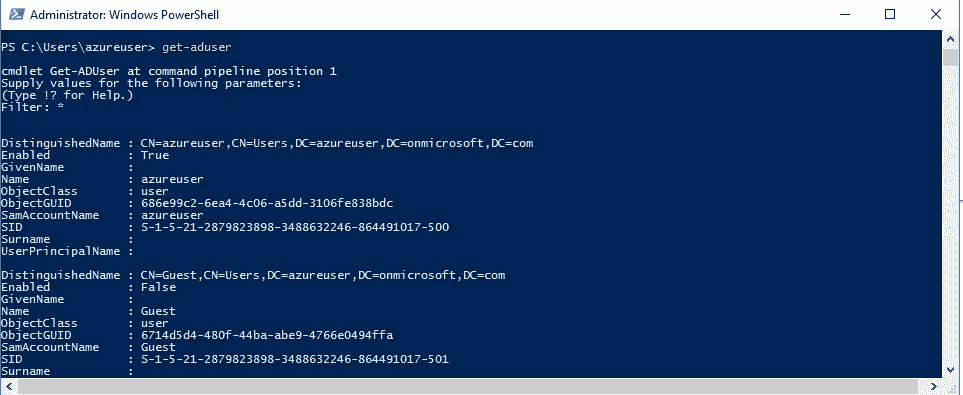 Administrator: Windows PowerShell
PS C:\Users\azureuser> get-aduser
cmdlet Get-ADUser at command pipeline position 1
Supply values for the following parameters:
(Type !? for Help.)
Filter: *
DistinguishedName : CN=azureuser,CN=Users,DC=azureuser,DC=onmicrosoft,DC=com
Enabled : True
GivenName :
Name : azureuser
ObjectClass : user
ObjectGUID : 686e99c2-6ea4-4c06-a5dd-3106fe838bdc
SamAccountName : azureuser
SID : S-1-5-21-2879823898-3488632246-864491017-500
Surname :
UserPrincipalName :
DistinguishedName : CN=Guest,CN=Users,DC=azureuser,DC=onmicrosoft,DC=com
Enabled : False
GivenName :
Name : Guest
ObjectClass : user
ObjectGUID : 6714d5d4-480f-44ba-abe9-4766e0494ffa
SamAccountName : Guest
SID : S-1-5-21-2879823898-3488632246-864491017-501
Surname :